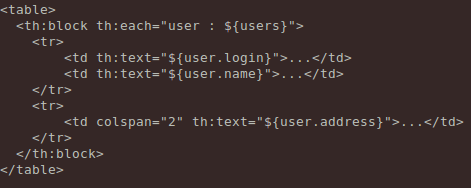 <table>
  <th:block th:each="user : ${users}">
    <tr>
        <td th:text="${user.login}">...</td>
        <td th:text="${user.name}">...</td>
    </tr>
    <tr>
        <td colspan="2" th:text="${user.address}">...</td>
    </tr>
  </th:block>
</table>